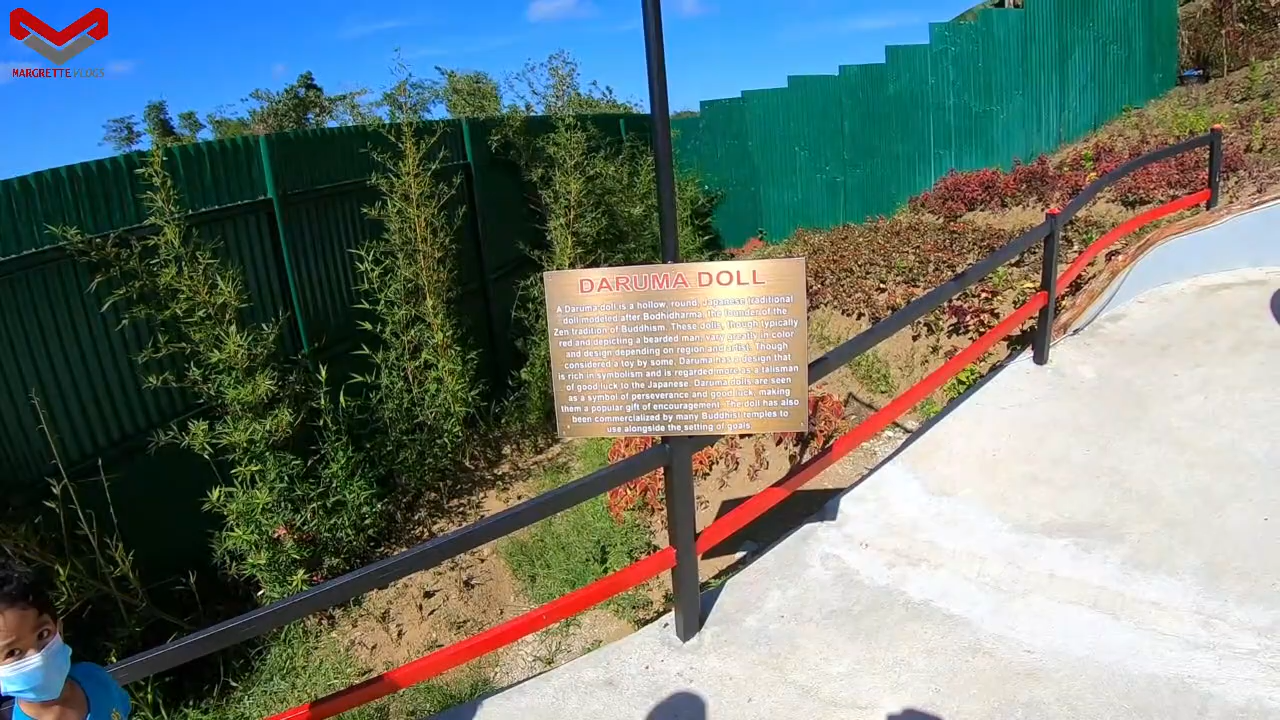 MARGRETTE VLOGS
DARUMA DOLL
A Daruma doll is a hollow, round, Japanese traditional
doll modeled after Bodhidharma, the founder of the
Zen tradition of Buddhism. These dolls, though typically
red and depicting a bearded man, vary greatly in color
and design depending on region and artist. Though
considered a toy by some, Daruma has a design that
is rich in symbolism and is regarded more as a talisman
of good luck to the Japanese. Daruma dolls are seen
as a symbol of perseverance and good luck, making
them a popular gift of encouragement. The doll has also
been commercialized by many Buddhist temples to
use alongside the setting of goals.